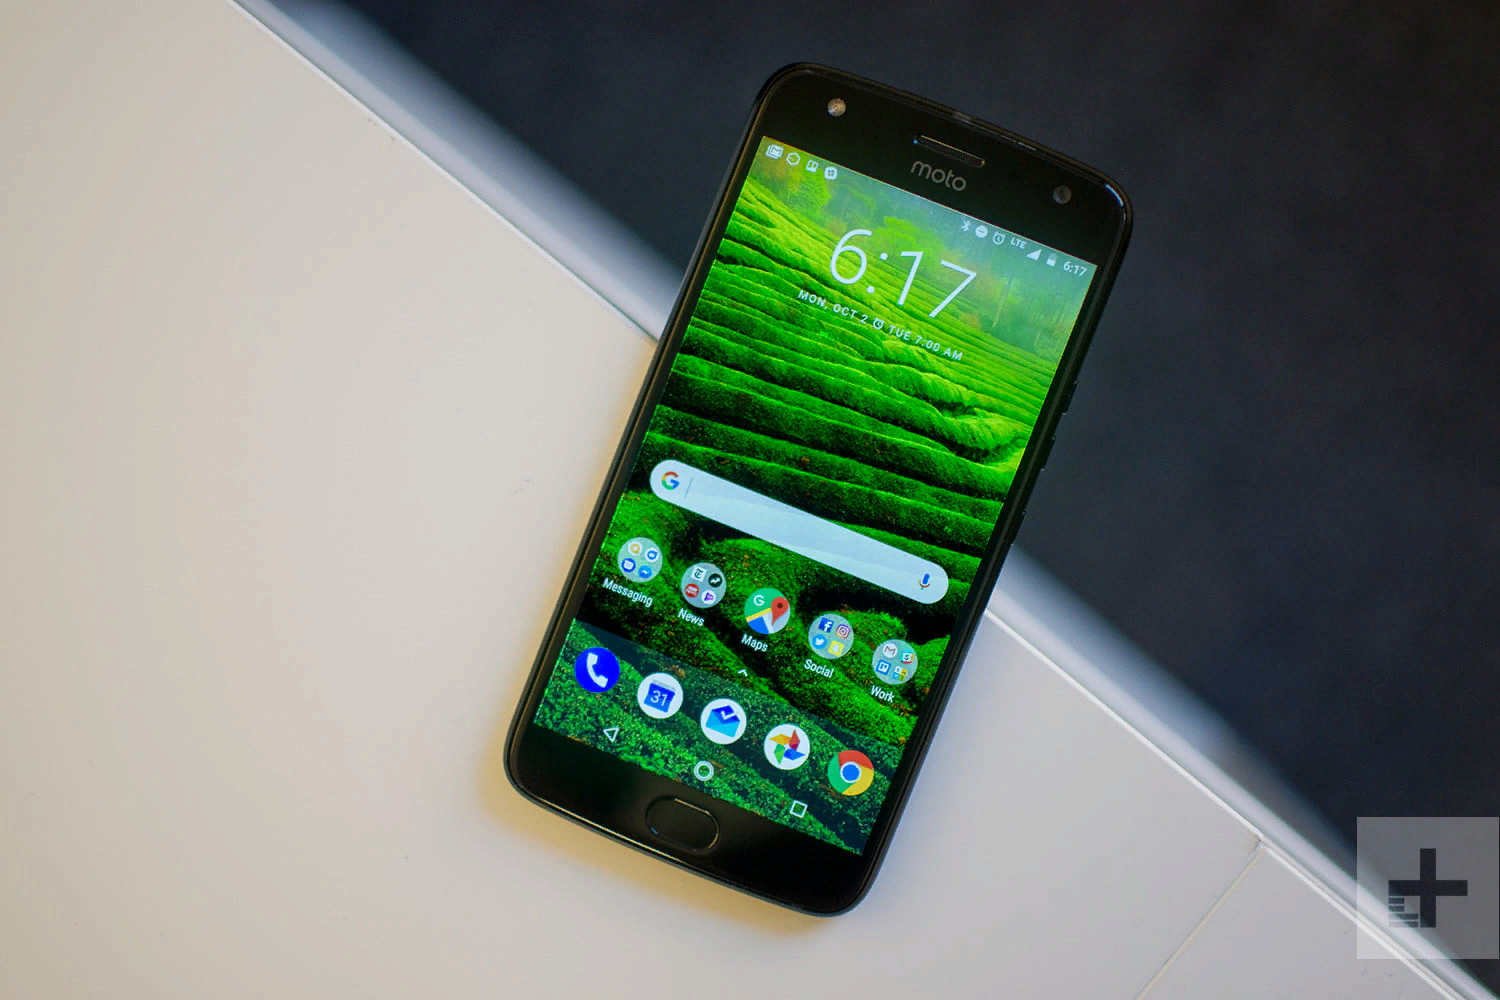 moto
LTE 6:17
6:17
MON, OCT 2 TUE 7:00 AM
G
Messaging
News
Maps
Social
Work
31